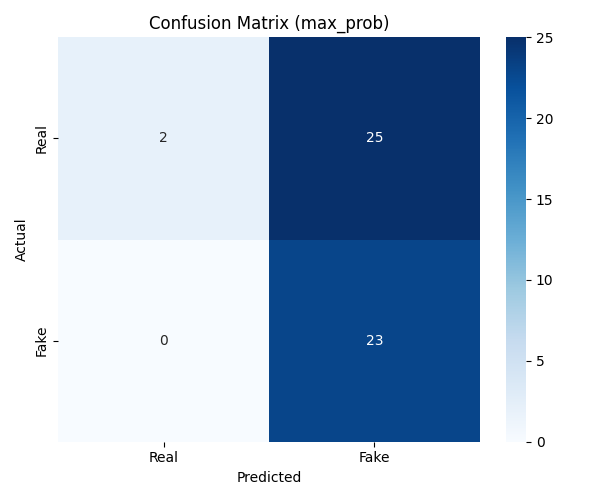 Confusion Matrix (max_prob)
Real
2
25
Fake
0
23
Actual
Real
Fake
Predicted
25
20
15
10
5
0